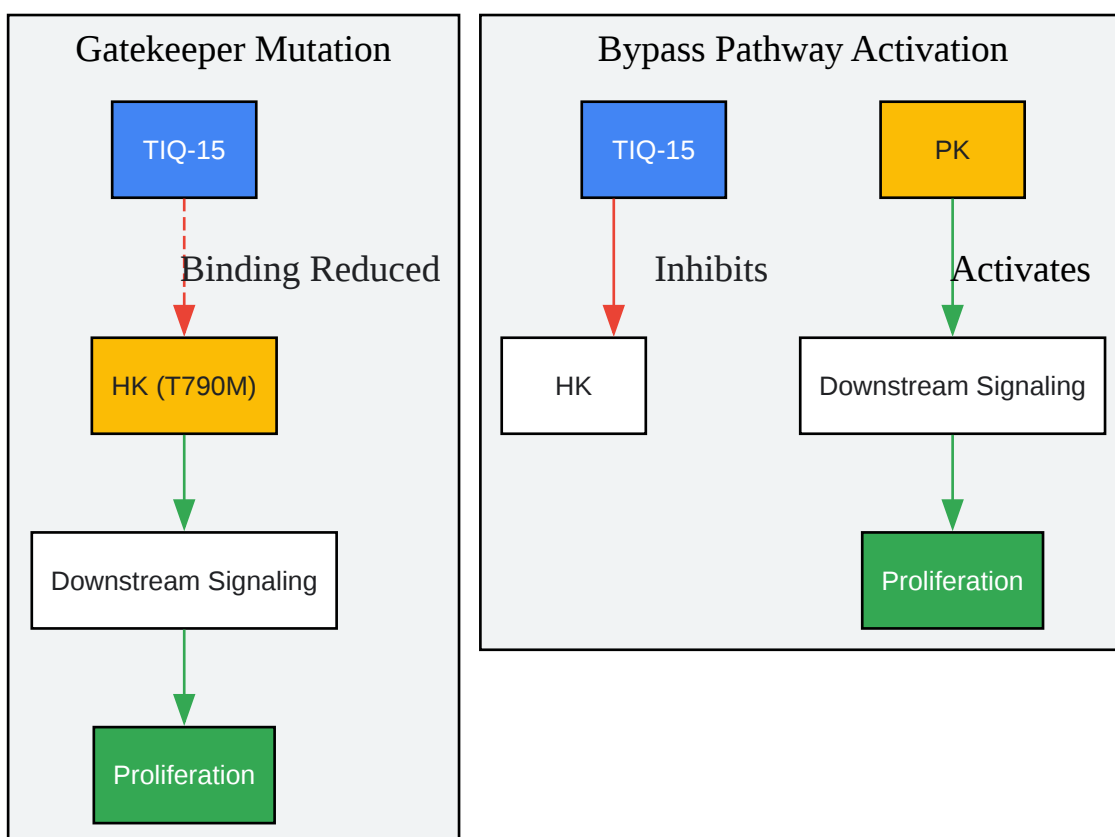 Gatekeeper Mutation
TIQ-15
Binding Reduced
HK (T790M)
Downstream Signaling
Proliferation
Bypass Pathway Activation
TIQ-15
PK
Inhibits
Activates
HK
Downstream Signaling
Proliferation